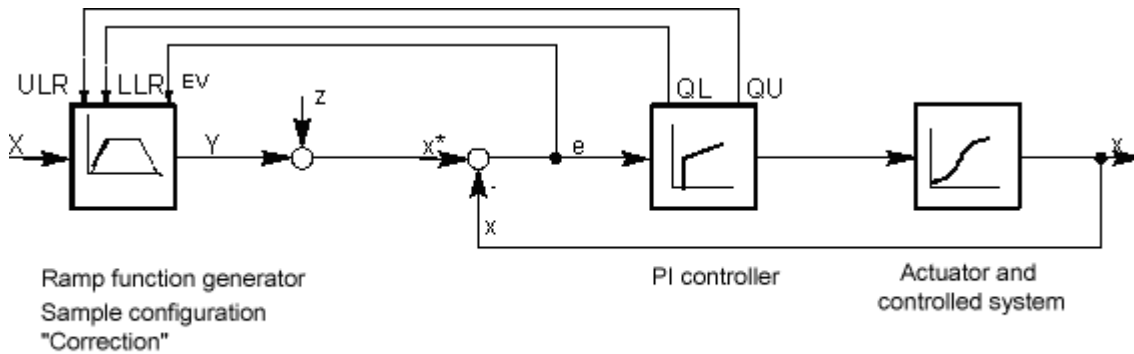 ULR LLR EV QL QU
X Y z x* e x
- x
Ramp function generator
Sample configuration
"Correction"
PI controller
Actuator and
controlled system